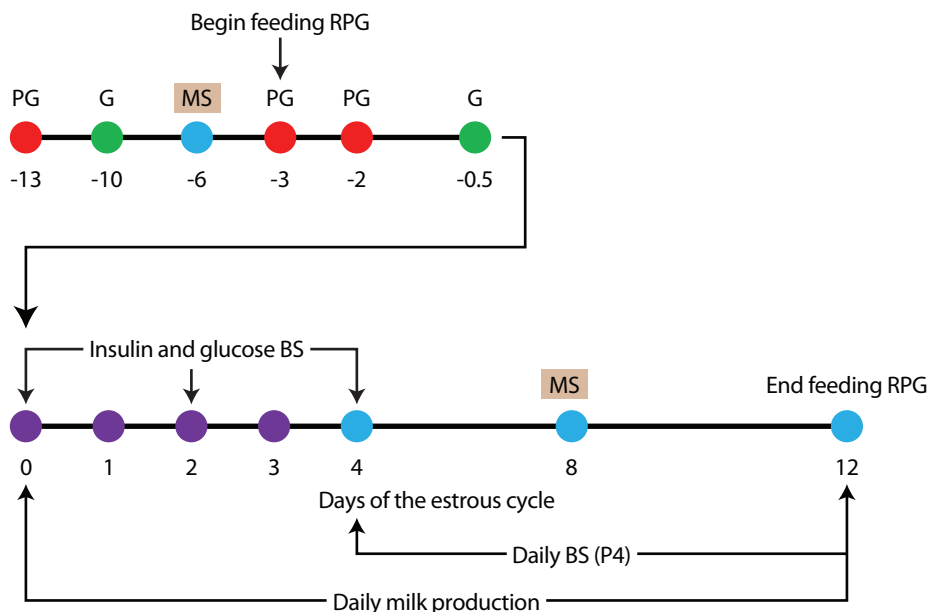 Begin feeding RPG
PG G MS PG PG G
-13 -10 -6 -3 -2 -0.5
Insulin and glucose BS
MS End feeding RPG
0 1 2 3 4 8 12
Days of the estrous cycle
Daily BS (P4)
Daily milk production